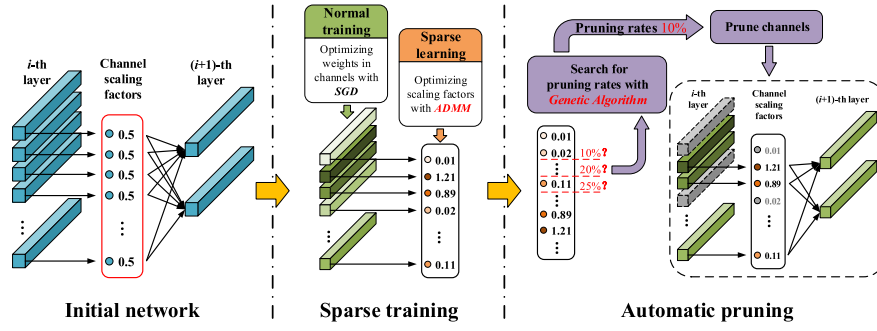 i-th
layer
Channel
scaling
factors
(i+1)-th
layer
0.5
0.5
0.5
0.5
⋮
⋮
0.5
Initial network
Normal
training
Optimizing
weights in
channels with
SGD
Sparse
learning
Optimizing
scaling factors
with ADMM
0.01
1.21
0.89
0.02
⋮
⋮
0.11
Sparse training
Pruning rates 10%
Prune channels
Search for
pruning rates with
Genetic Algorithm
0.01
0.02
10%?
⋮
20%?
0.11
25%?
⋮
0.89
1.21
⋮
i-th
layer
Channel
scaling
factors
(i+1)-th layer
0.01
1.21
0.89
0.02
⋮
⋮
0.11
Automatic pruning